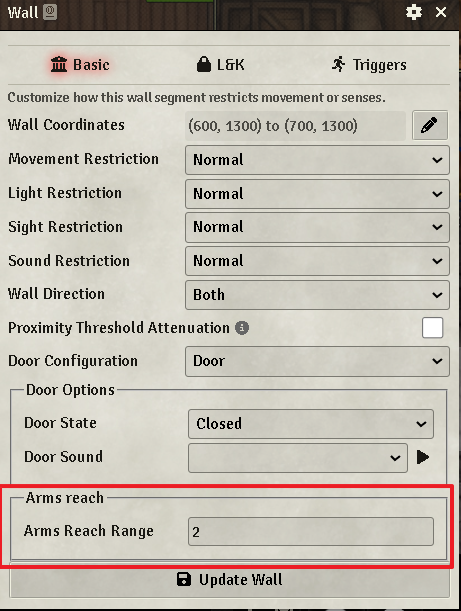 Wall
Basic
L&K
Triggers
Customize how this wall segment restricts movement or senses.
Wall Coordinates (600, 1300) to (700, 1300)
Movement Restriction Normal
Light Restriction Normal
Sight Restriction Normal
Sound Restriction Normal
Wall Direction Both
Proximity Threshold Attenuation
Door Configuration Door
Door Options
Door State Closed
Door Sound
Arms reach
Arms Reach Range 2
Update Wall